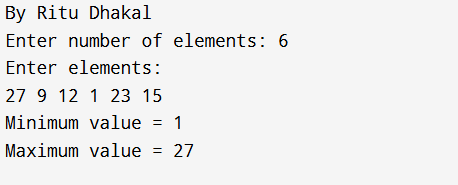 By Ritu Dhakal
Enter number of elements: 6
Enter elements:
27 9 12 1 23 15
Minimum value = 1
Maximum value = 27